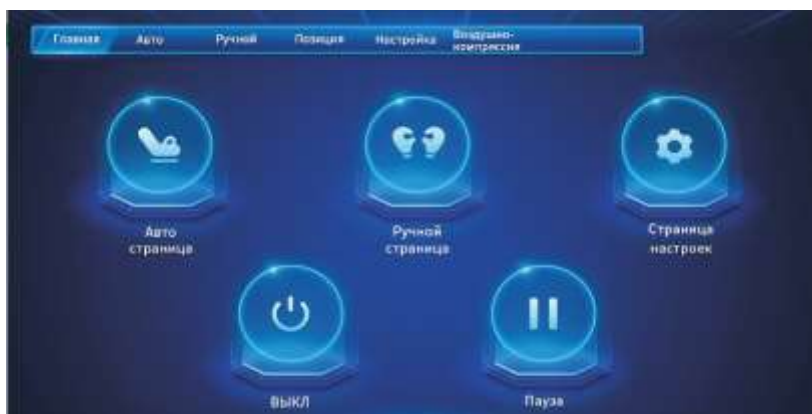 Главная Авто Ручной Позиция Настройка Воздушно-
компрессия
Авто
страница
Ручной
страница
Страница
настроек
ВЫКЛ
Пауза